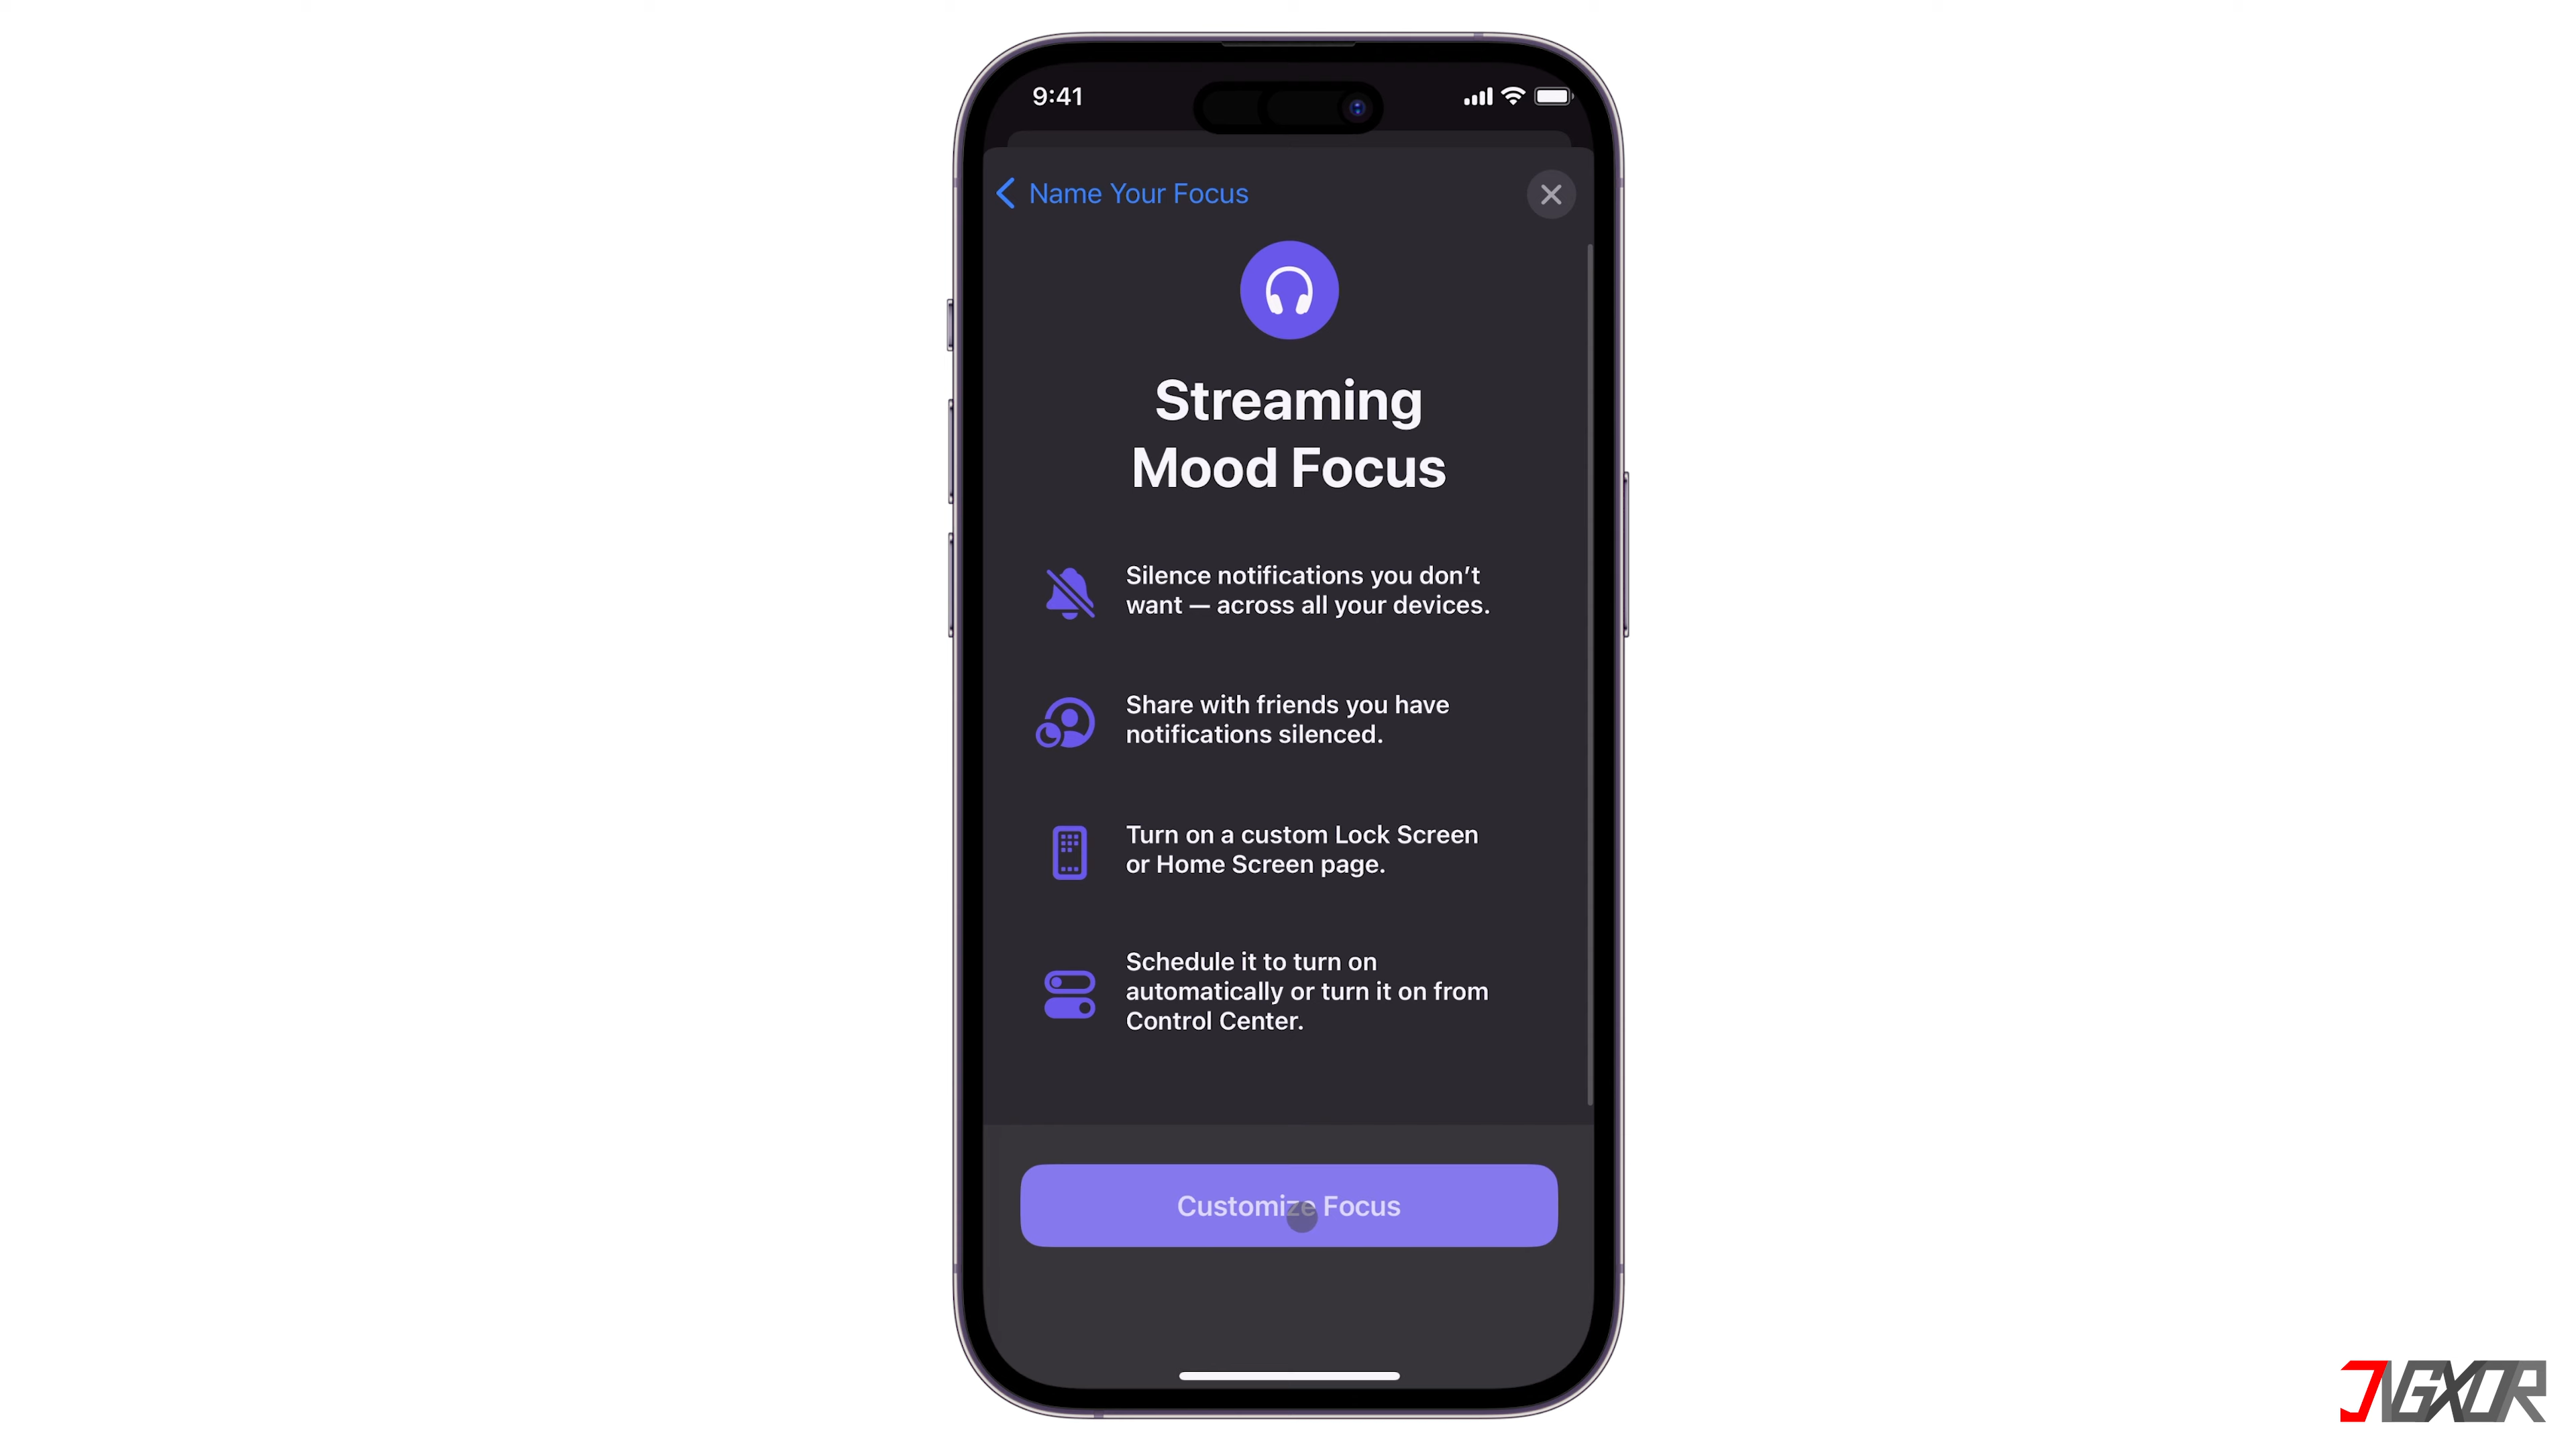 9:41
Name Your Focus
Streaming
Mood Focus
Silence notifications you don’t
want — across all your devices.
Share with friends you have
notifications silenced.
Turn on a custom Lock Screen
or Home Screen page.
Schedule it to turn on
automatically or turn it on from
Control Center.
Customize Focus
JNGXOR